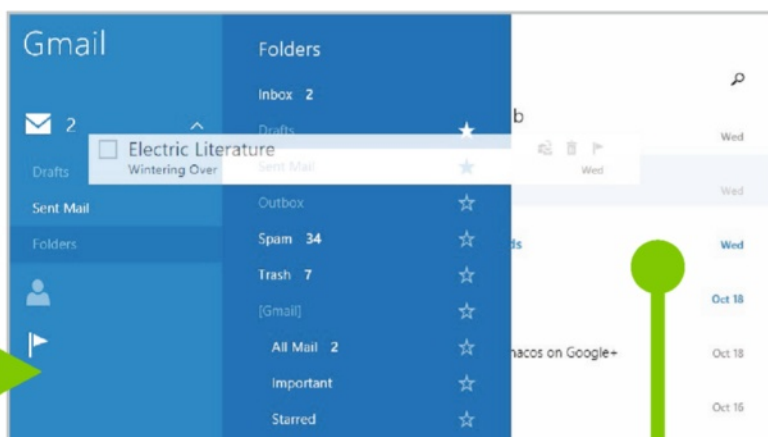 Gmail
2
Drafts
Sent Mail
Folders
Folders
Inbox 2
Drafts
Sent Mail
Outbox
Spam 34
Trash 7
[Gmail]
All Mail 2
Important
Starred
Electric Literature
Wintering Over
Wed
b
Wed
Wed
ds
Wed
Oct 18
nacos on Google+
Oct 18
Oct 16